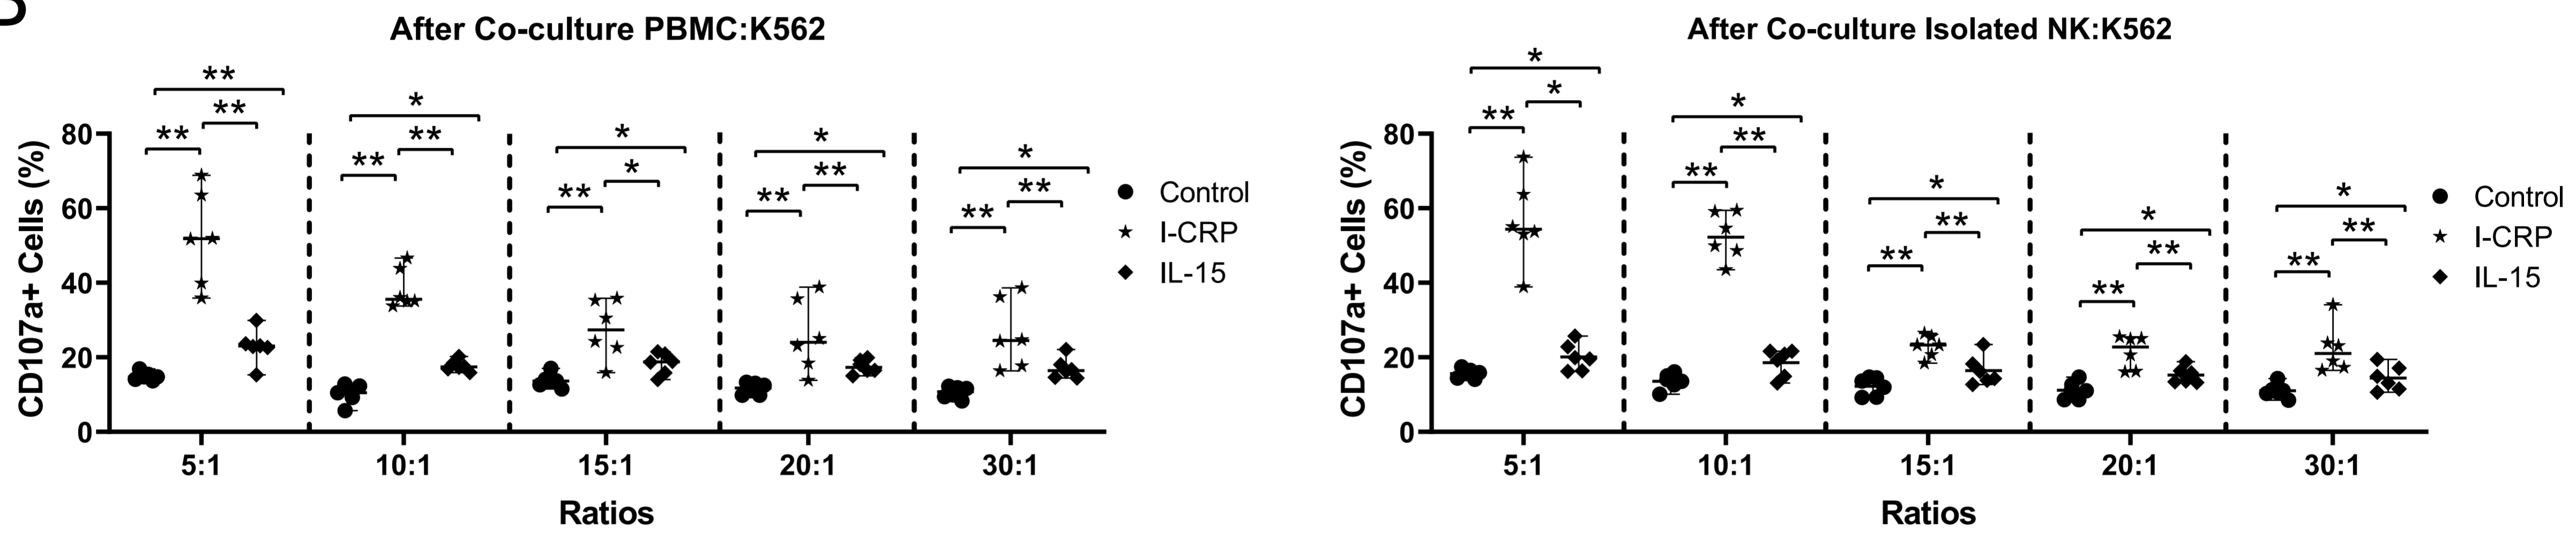 After Co-culture PBMC:K562
CD107a+ Cells (%)
80
60
40
20
0
** ** **
** ** *
** * *
** ** *
** ** *
5:1 10:1 15:1 20:1 30:1
Ratios
Control
I-CRP
IL-15
After Co-culture Isolated NK:K562
CD107a+ Cells (%)
80
60
40
20
0
** * *
** ** *
** ** *
** ** *
** ** *
5:1 10:1 15:1 20:1 30:1
Ratios
Control
I-CRP
IL-15